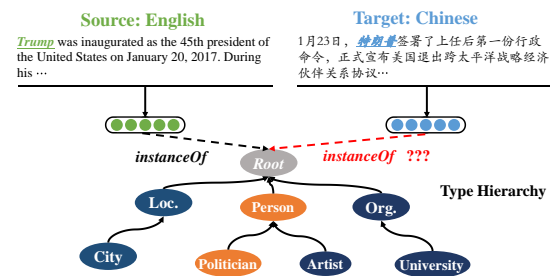 Source: English
Target: Chinese
Trump was inaugurated as the 45th president of
the United States on January 20, 2017. During
his …
1月23日，特朗普签署了上任后第一份行政
命令，正式宣布美国退出跨太平洋战略经济
伙伴关系协议…
instanceOf
instanceOf ???
Root
Type Hierarchy
Loc.
Person
Org.
City
Politician
Artist
University